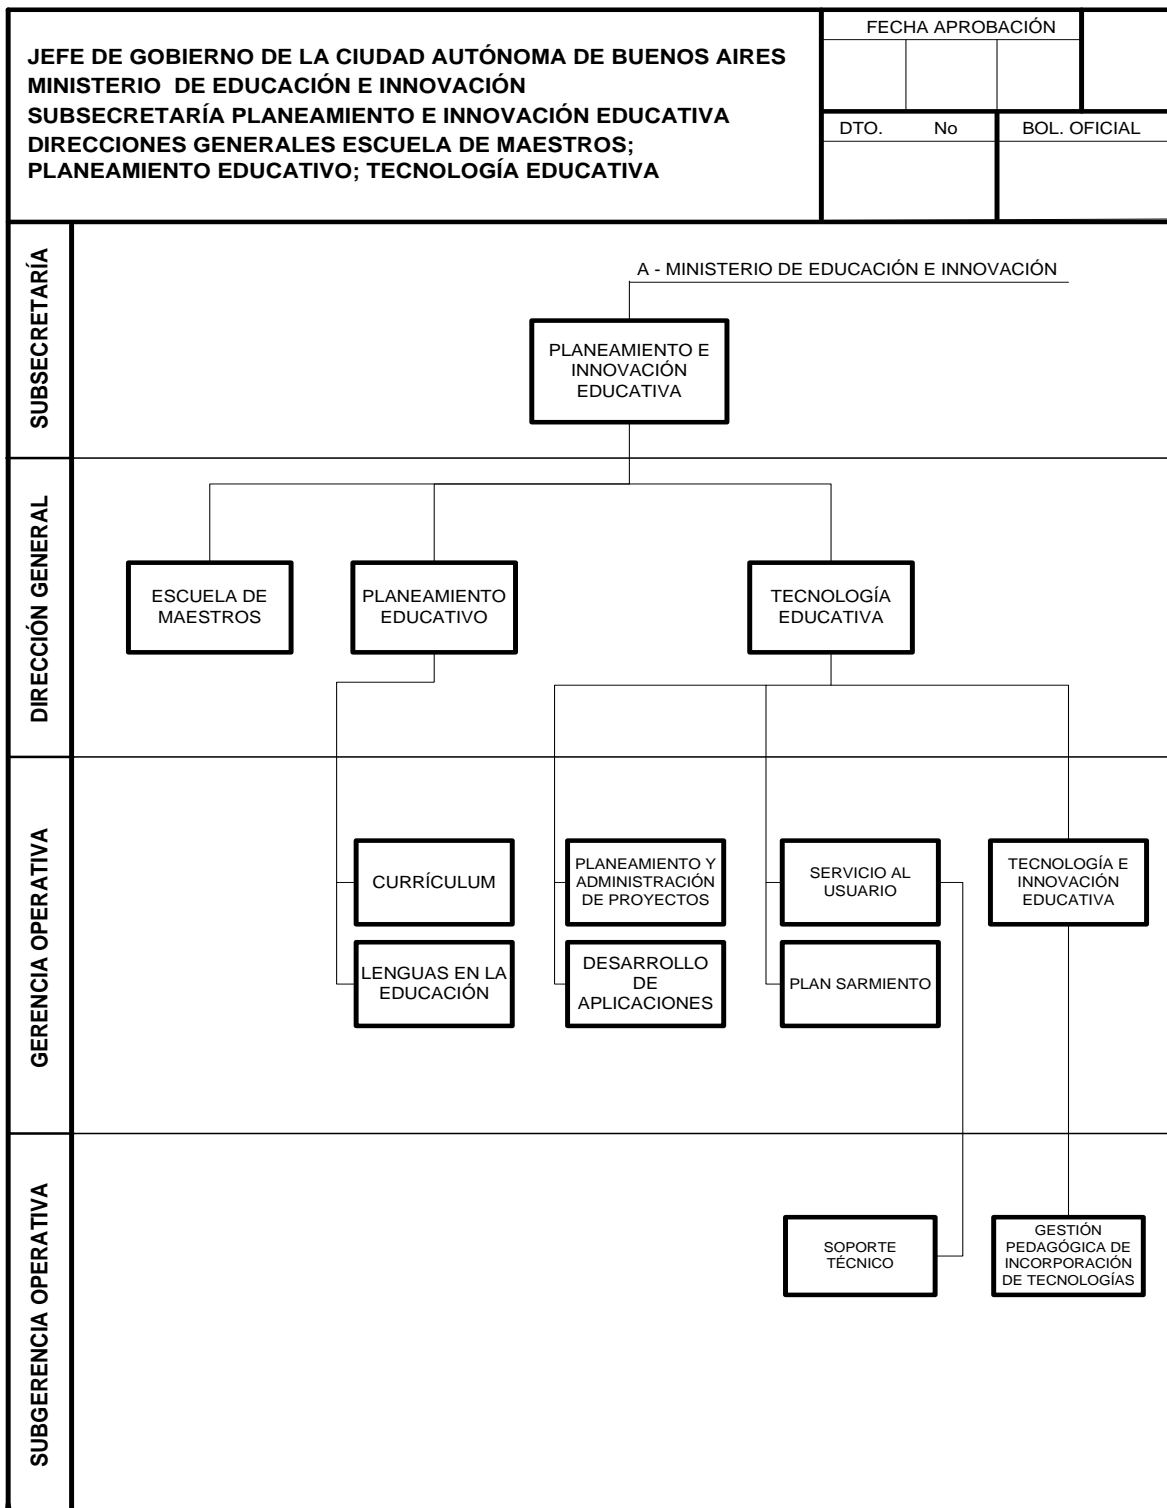 JEFE DE GOBIERNO DE LA CIUDAD AUTÓNOMA DE BUENOS AIRES
MINISTERIO DE EDUCACIÓN E INNOVACIÓN
SUBSECRETARÍA PLANEAMIENTO E INNOVACIÓN EDUCATIVA
DIRECCIONES GENERALES ESCUELA DE MAESTROS;
PLANEAMIENTO EDUCATIVO; TECNOLOGÍA EDUCATIVA
FECHA APROBACIÓN
DTO. No
BOL. OFICIAL
SUBSECRETARÍA
A - MINISTERIO DE EDUCACIÓN E INNOVACIÓN
PLANEAMIENTO E
INNOVACIÓN
EDUCATIVA
DIRECCIÓN GENERAL
ESCUELA DE
MAESTROS
PLANEAMIENTO
EDUCATIVO
TECNOLOGÍA
EDUCATIVA
GERENCIA OPERATIVA
CURRÍCULUM
PLANEAMIENTO Y
ADMINISTRACIÓN
DE PROYECTOS
SERVICIO AL
USUARIO
TECNOLOGÍA E
INNOVACIÓN
EDUCATIVA
LENGUAS EN LA
EDUCACIÓN
DESARROLLO
DE
APLICACIONES
PLAN SARMIENTO
SUBGERENCIA OPERATIVA
SOPORTE
TÉCNICO
GESTIÓN
PEDAGÓGICA DE
INCORPORACIÓN
DE TECNOLOGÍAS